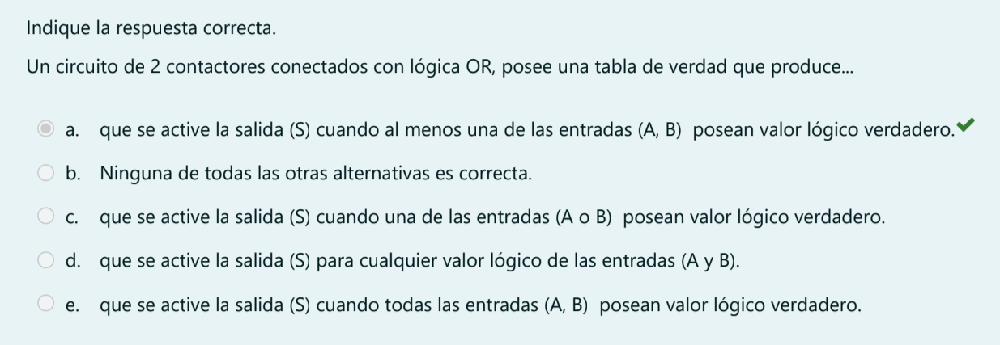 Indique la respuesta correcta.
Un circuito de 2 contactores conectados con lógica OR, posee una tabla de verdad que produce...
a. que se active la salida (S) cuando al menos una de las entradas (A, B) posean valor lógico verdadero.
b. Ninguna de todas las otras alternativas es correcta.
c. que se active la salida (S) cuando una de las entradas (A o B) posean valor lógico verdadero.
d. que se active la salida (S) para cualquier valor lógico de las entradas (A y B).
e. que se active la salida (S) cuando todas las entradas (A, B) posean valor lógico verdadero.